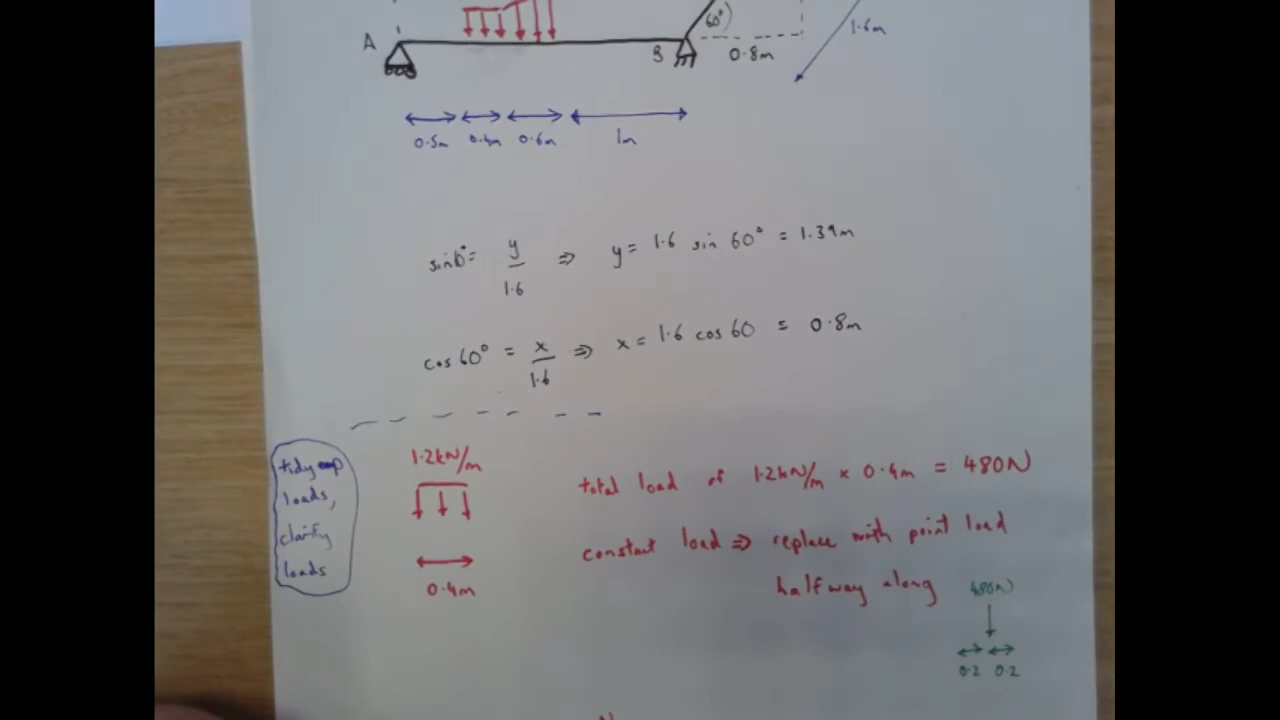 60°
1.6m
A
B
0.8m
0.5m 0.4m 0.6m 1m
sin60° = y/1.6 ⇒ y = 1.6 sin 60° = 1.39m
cos 60° = x/1.6 ⇒ x = 1.6 cos 60 = 0.8m
tidy up
loads,
clarify
loads
1.2kN/m
0.4m
total load of 1.2kN/m × 0.4m = 480N
constant load ⇒ replace with point load
halfway along
480N
0.2 0.2